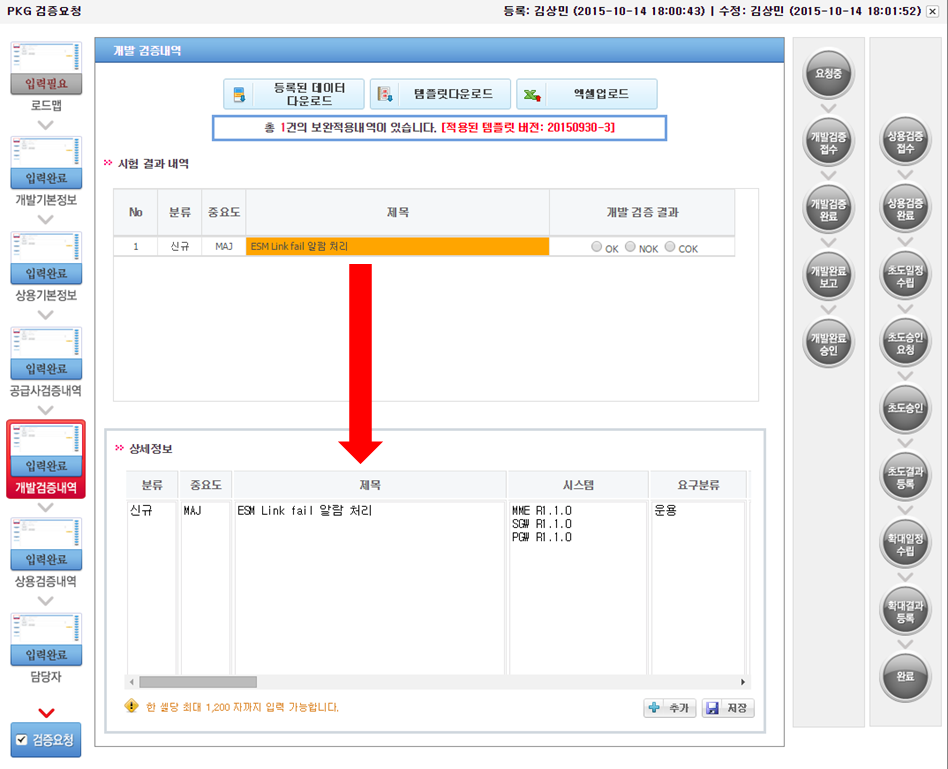 PKG 검증요청
등록: 김상민 (2015-10-14 18:00:43) | 수정: 김상민 (2015-10-14 18:01:52)
입력필요
로드맵
입력완료
개발기본정보
입력완료
상용기본정보
입력완료
공급사검증내역
입력완료
개발검증내역
입력완료
상용검증내역
입력완료
담당자
검증요청
개발 검증내역
등록된 데이터
다운로드
템플릿다운로드
엑셀업로드
총 1건의 보완적용내역이 있습니다. [적용된 템플릿 버전: 20150930-3]
시험 결과 내역
No 분류 중요도 제목 개발 검증 결과
1 신규 MAJ ESM Link fail 알람 처리 OK NOK COK
상세정보
분류 중요도 제목 시스템 요구분류
신규 MAJ ESM Link fail 알람 처리 MME R1.1.0 운용
SGW R1.1.0
PGW R1.1.0
한 셀당 최대 1,200 자까지 입력 가능합니다.
추가 저장
요청중
개발검증
접수
개발검증
완료
개발완료
보고
개발완료
승인
상용검증
접수
상용검증
완료
초도일정
수립
초도승인
요청
초도승인
초도결과
등록
확대일정
수립
확대결과
등록
완료